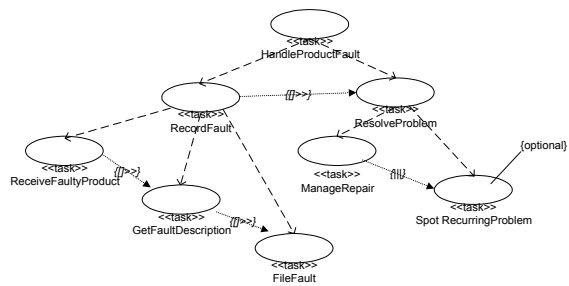 <<task>>
HandleProductFault
{[]>>}
<<task>>
RecordFault
<<task>>
ResolveProblem
{optional}
<<task>>
ReceiveFaultyProduct
{[]>>}
<<task>>
ManageRepair
{|||}
<<task>>
GetFaultDescription
{[]>>}
<<task>>
Spot RecurringProblem
<<task>>
FileFault